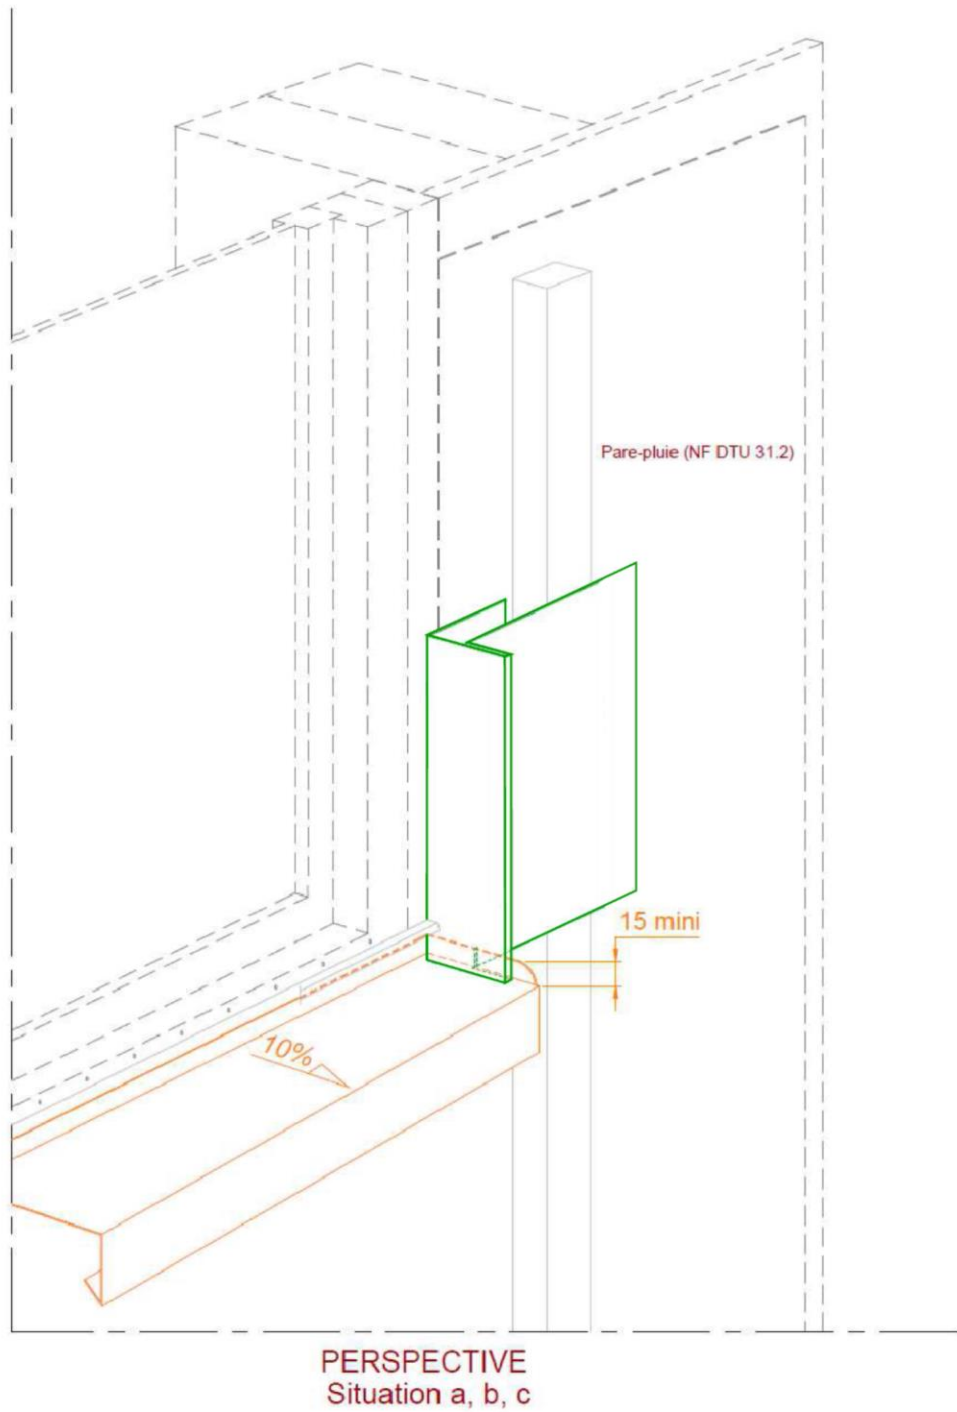 Pare-pluie (NF DTU 31.2)
15 mini
10%
PERSPECTIVE
Situation a, b, c